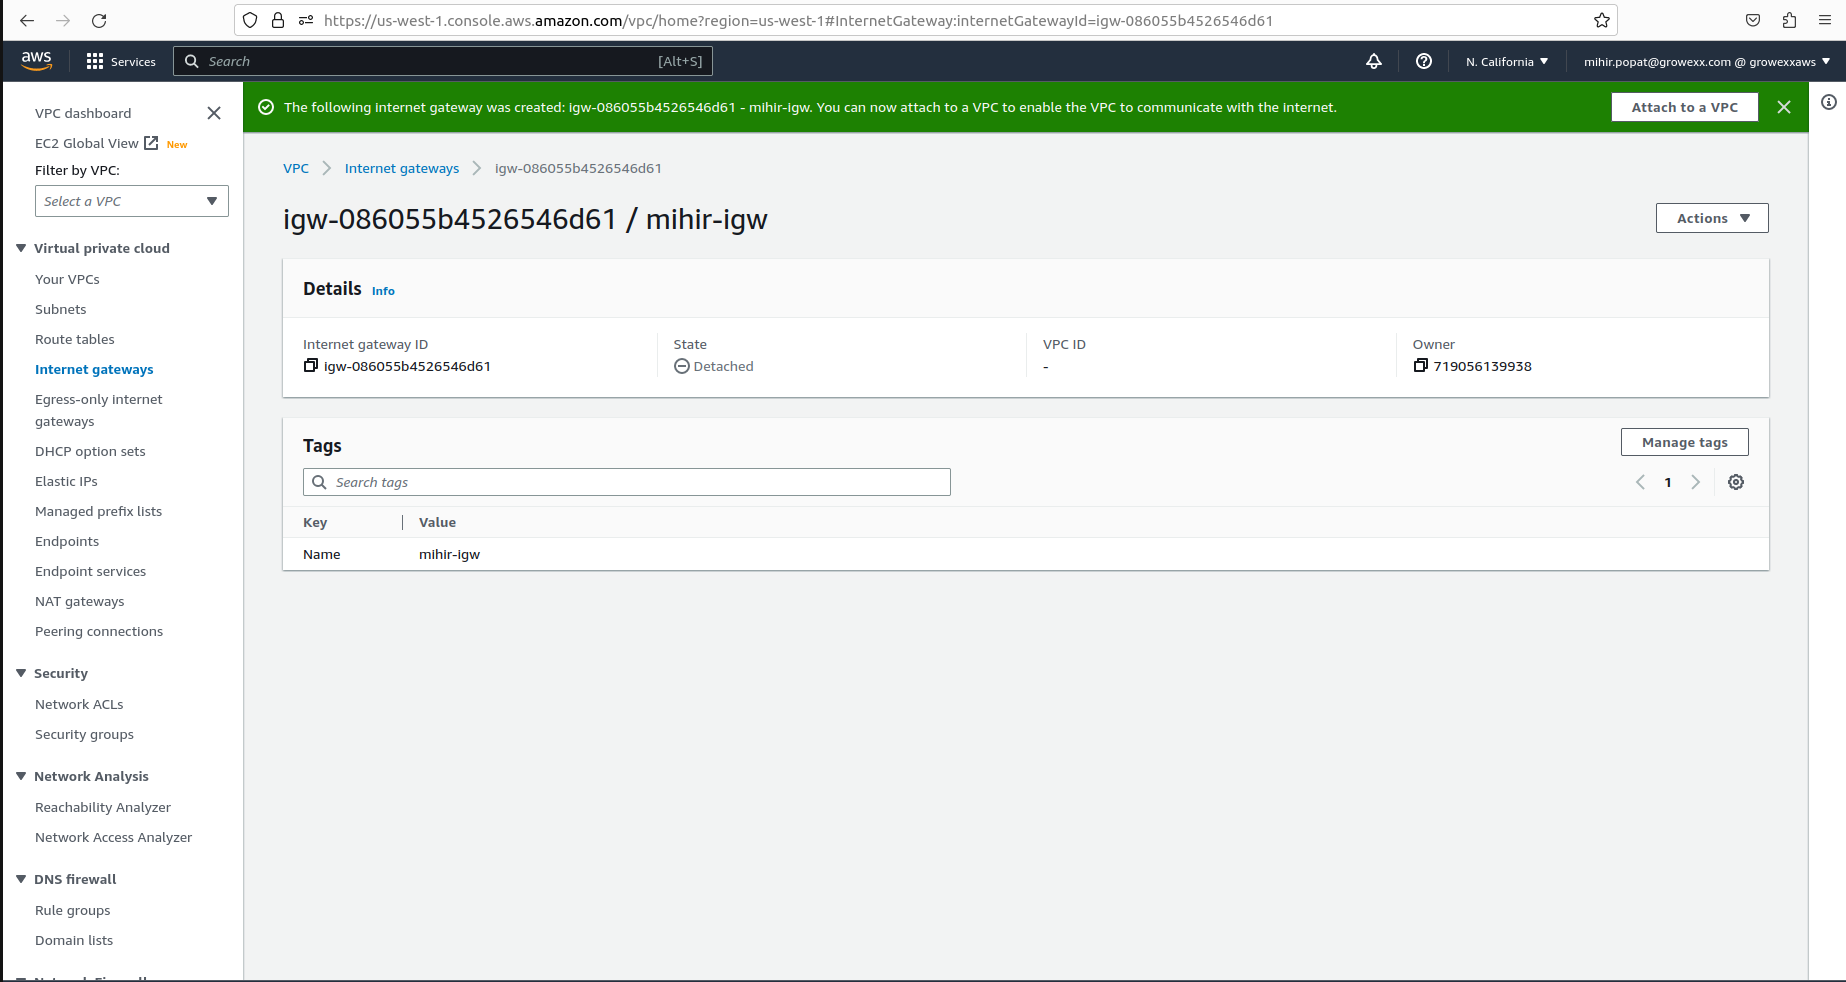 https://us-west-1.console.aws.amazon.com/vpc/home?region=us-west-1#InternetGateway:internetGatewayId=igw-086055b4526546d61
aws
Services
Search
[Alt+S]
N. California
mihir.popat@growexx.com @ growexxaws
VPC dashboard
EC2 Global View New
Filter by VPC:
Select a VPC
Virtual private cloud
Your VPCs
Subnets
Route tables
Internet gateways
Egress-only internet
gateways
DHCP option sets
Elastic IPs
Managed prefix lists
Endpoints
Endpoint services
NAT gateways
Peering connections
Security
Network ACLs
Security groups
Network Analysis
Reachability Analyzer
Network Access Analyzer
DNS firewall
Rule groups
Domain lists
The following internet gateway was created: igw-086055b4526546d61 - mihir-igw. You can now attach to a VPC to enable the VPC to communicate with the internet.
Attach to a VPC
VPC
Internet gateways
igw-086055b4526546d61
igw-086055b4526546d61 / mihir-igw
Actions
Details Info
Internet gateway ID
igw-086055b4526546d61
State
Detached
VPC ID
-
Owner
719056139938
Tags
Manage tags
Search tags
1
Key
Value
Name
mihir-igw